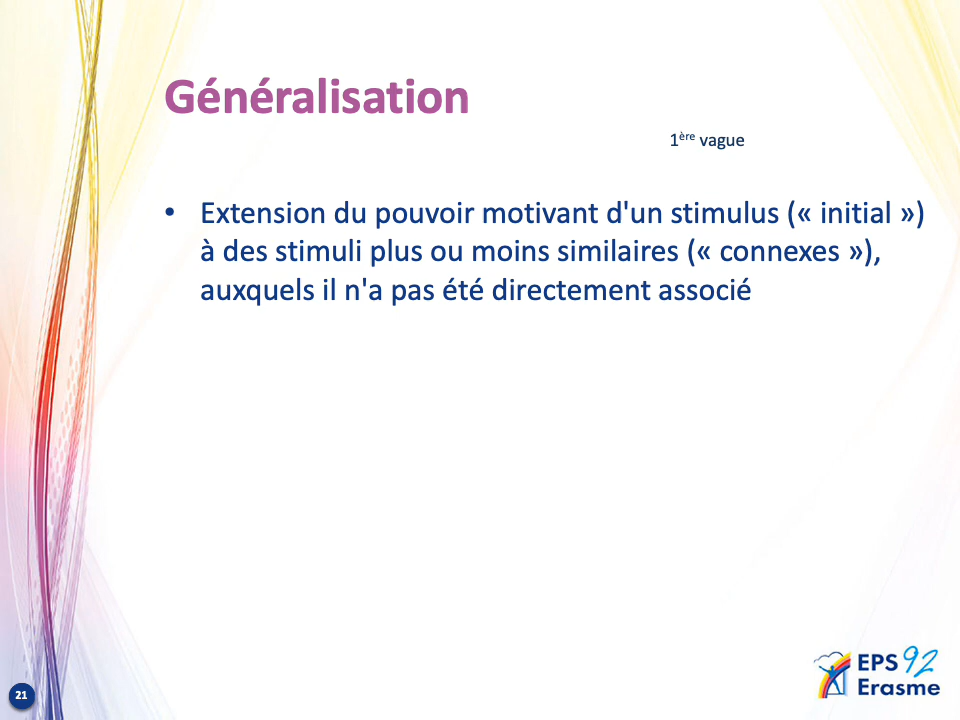 Généralisation
1ère vague
• Extension du pouvoir motivant d'un stimulus (« initial »)
à des stimuli plus ou moins similaires (« connexes »),
auxquels il n'a pas été directement associé
EPS 92
Erasme
21